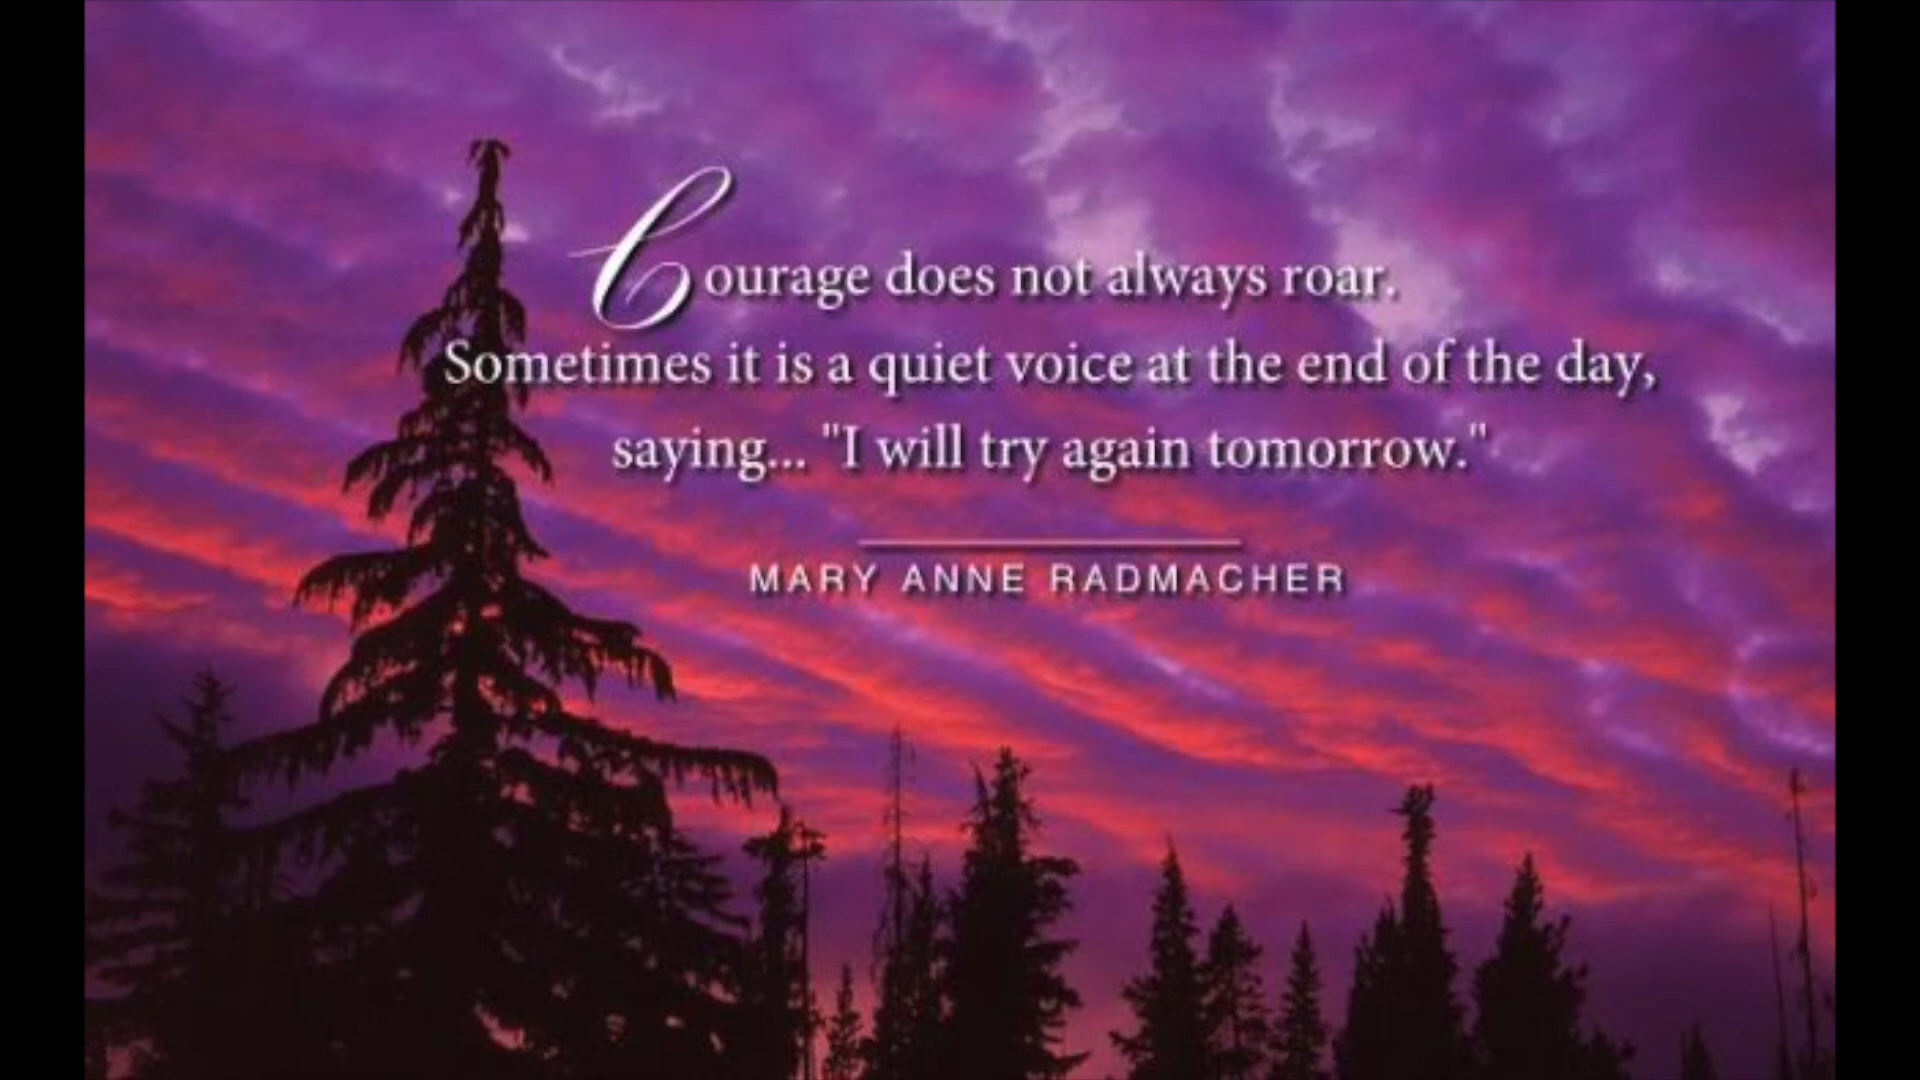 Courage does not always roar.
Sometimes it is a quiet voice at the end of the day,
saying... "I will try again tomorrow."
MARY ANNE RADMACHER